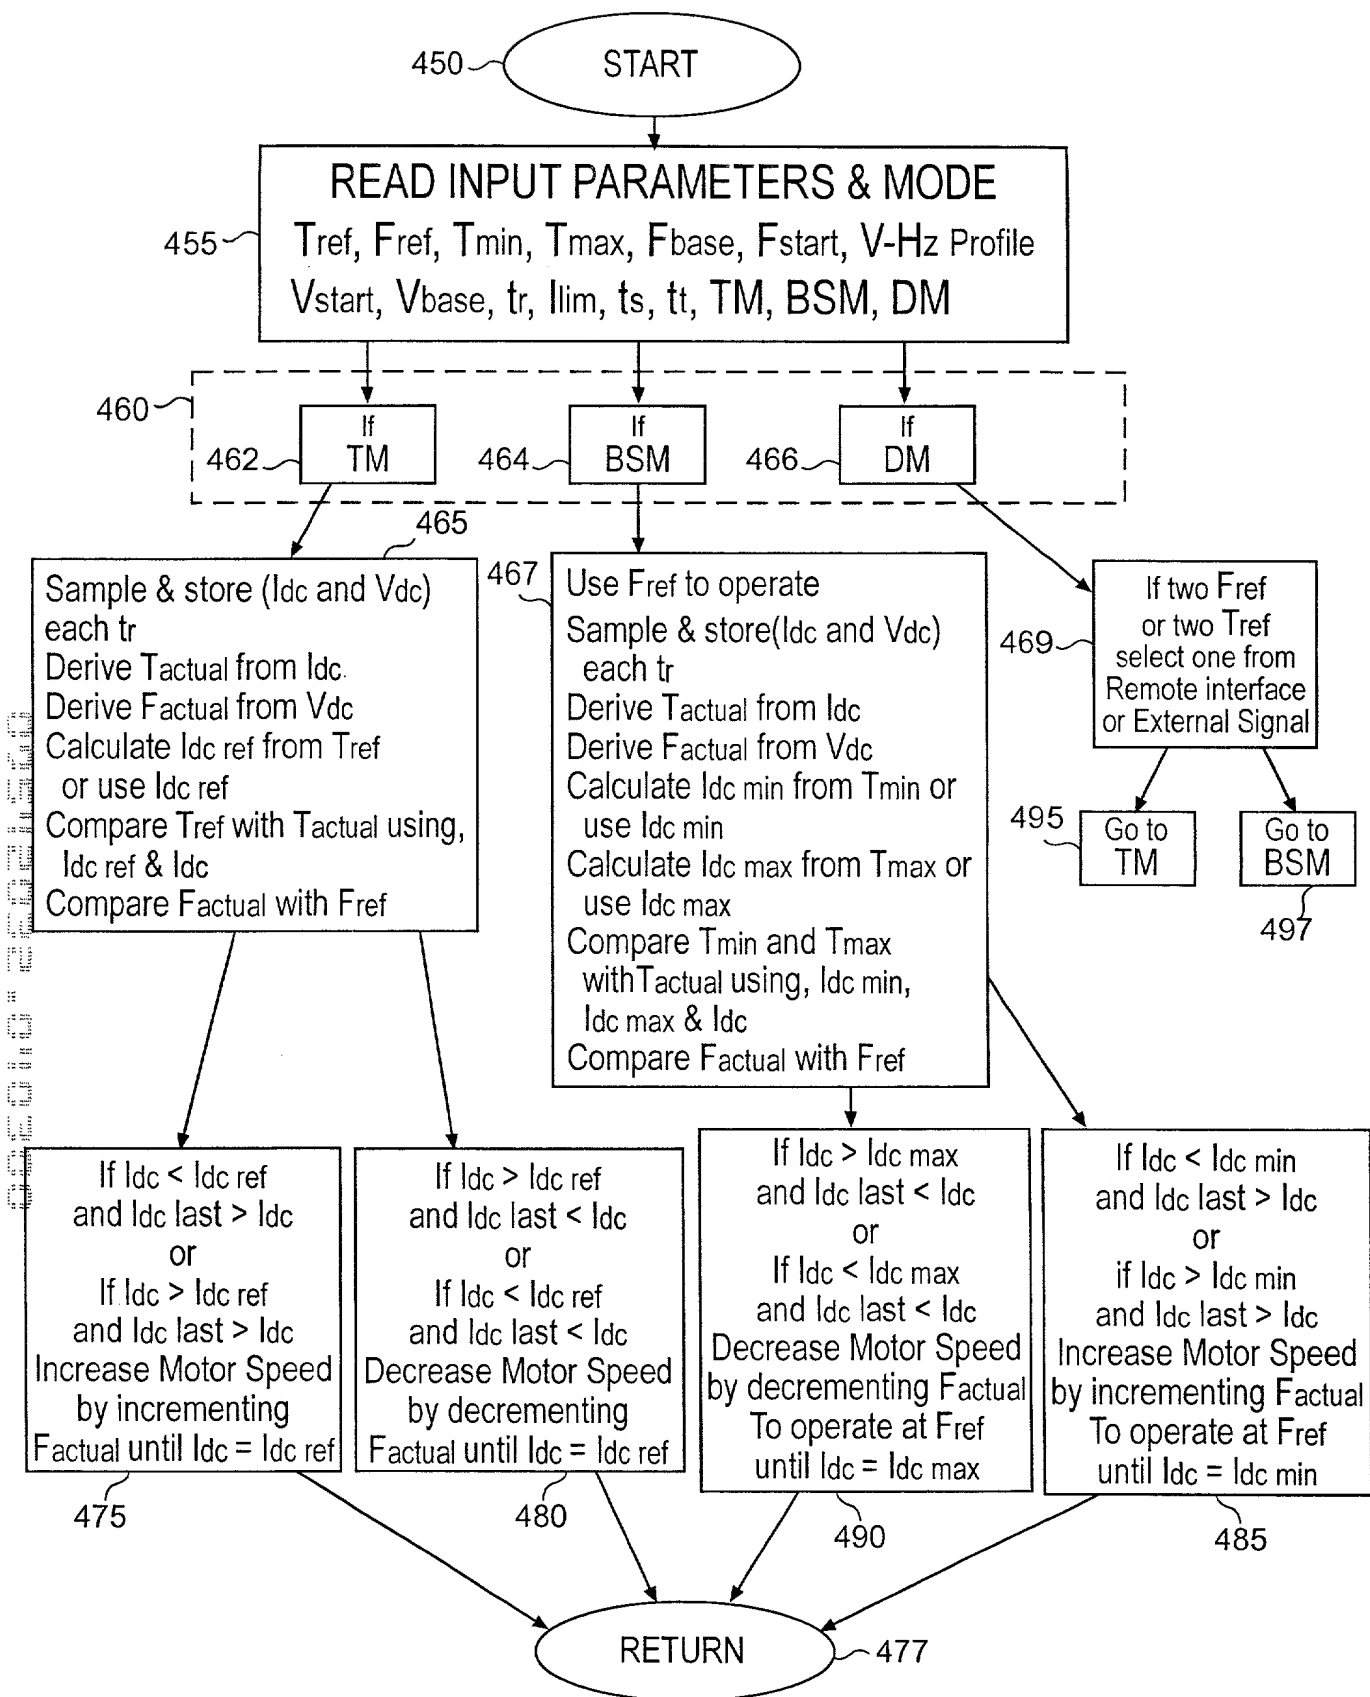 450
START
READ INPUT PARAMETERS & MODE
455
Tref, Fref, Tmin, Tmax, Fbase, Fstart, V-Hz Profile
Vstart, Vbase, tr, Ilim, ts, tt, TM, BSM, DM
460
462
If
TM
464
If
BSM
466
If
DM
465
Sample & store (Idc and Vdc)
each tr
Derive Tactual from Idc.
Derive Factual from Vdc
Calculate Idc ref from Tref
or use Idc ref
Compare Tref with Tactual using,
Idc ref & Idc
Compare Factual with Fref
467
Use Fref to operate
Sample & store(Idc and Vdc)
each tr
Derive Tactual from Idc
Derive Factual from Vdc
Calculate Idc min from Tmin or
use Idc min
Calculate Idc max from Tmax or
use Idc max
Compare Tmin and Tmax
withTactual using, Idc min,
Idc max & Idc
Compare Factual with Fref
469
If two Fref
or two Tref
select one from
Remote interface
or External Signal
495
Go to
TM
Go to
BSM
497
If Idc < Idc ref
and Idc last > Idc
or
If Idc > Idc ref
and Idc last > Idc
Increase Motor Speed
by incrementing
Factual until Idc = Idc ref
475
If Idc > Idc ref
and Idc last < Idc
or
If Idc < Idc ref
and Idc last < Idc
Decrease Motor Speed
by decrementing
Factual until Idc = Idc ref
480
If Idc > Idc max
and Idc last < Idc
or
If Idc < Idc max
and Idc last < Idc
Decrease Motor Speed
by decrementing Factual
To operate at Fref
until Idc = Idc max
490
If Idc < Idc min
and Idc last > Idc
or
if Idc > Idc min
and Idc last > Idc
Increase Motor Speed
by incrementing Factual
To operate at Fref
until Idc = Idc min
485
RETURN
477